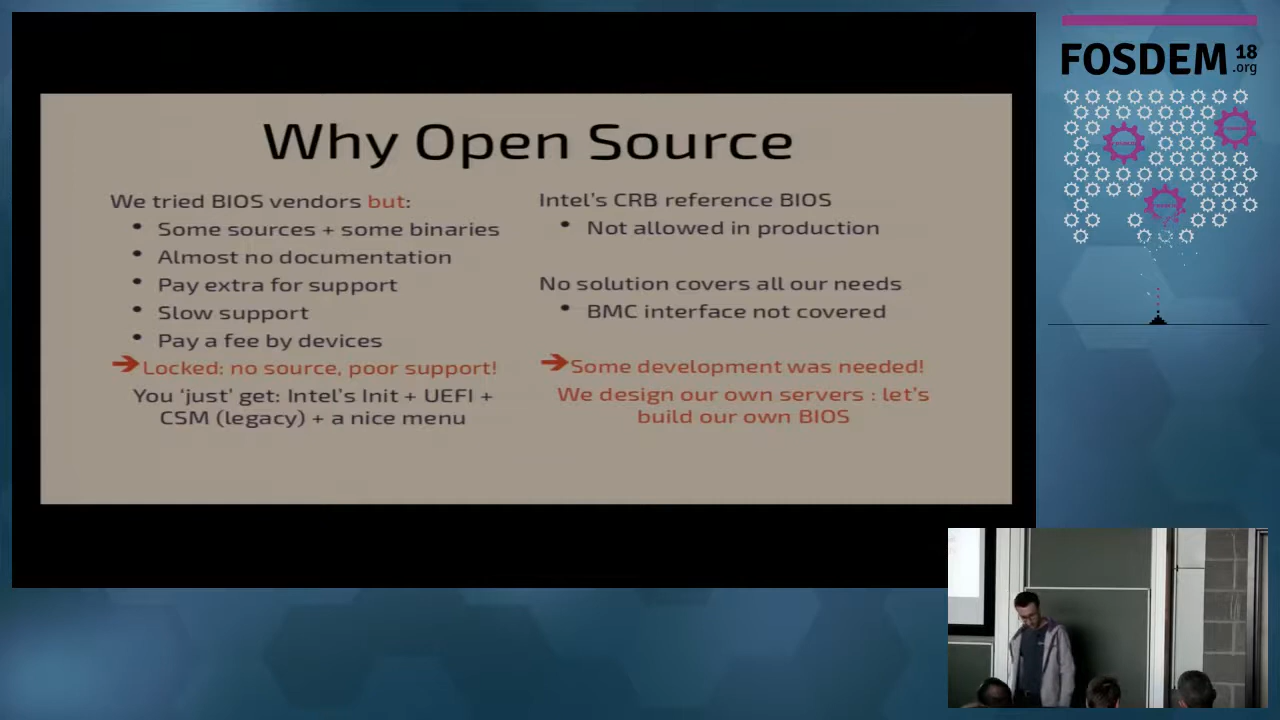 Why Open Source
We tried BIOS vendors but:
• Some sources + some binaries
• Almost no documentation
• Pay extra for support
• Slow support
• Pay a fee by devices
➔Locked: no source, poor support!
You ‘just’ get: Intel’s Init + UEFI +
CSM (legacy) + a nice menu
Intel’s CRB reference BIOS
• Not allowed in production
No solution covers all our needs
• BMC interface not covered
➔Some development was needed!
We design our own servers : let’s
build our own BIOS
FOSDEM 18
.org